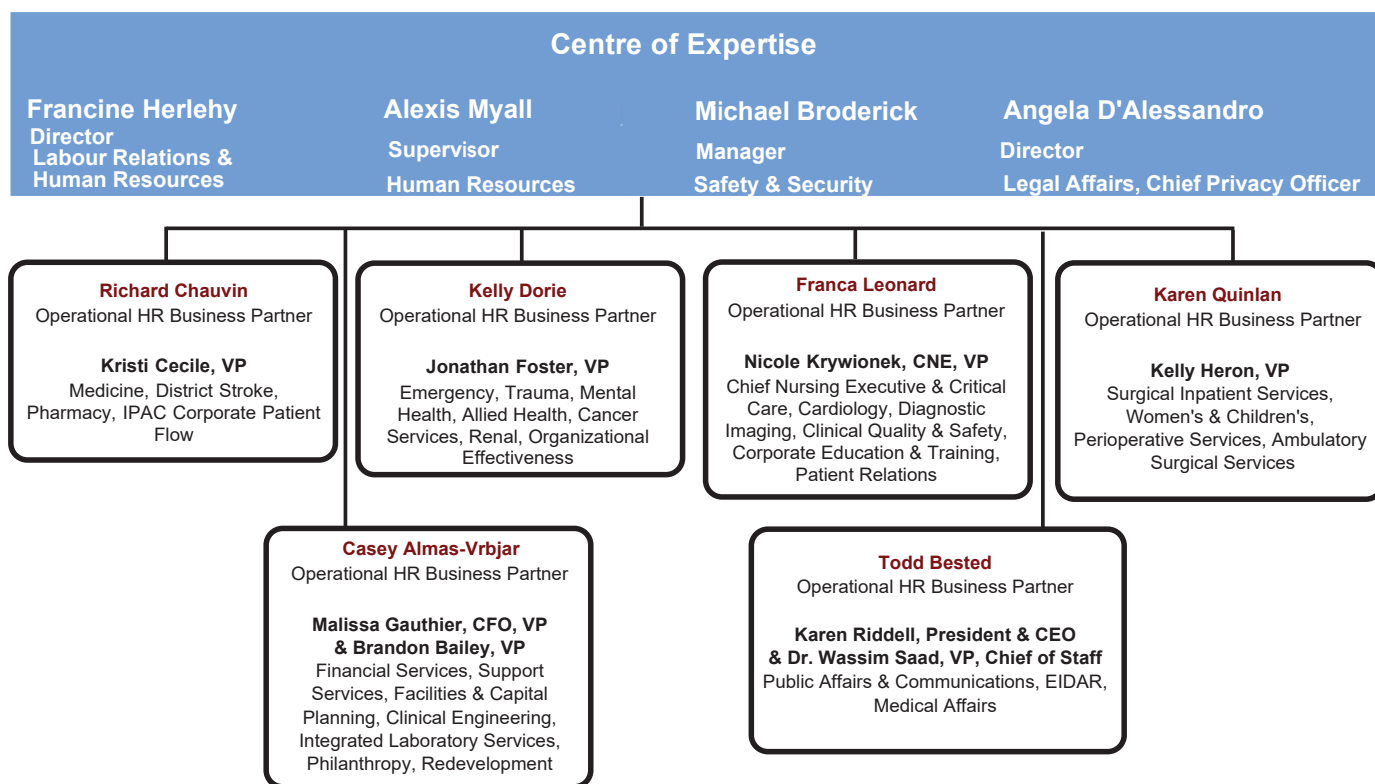 Centre of Expertise
Francine Herlehy
Director
Labour Relations &
Human Resources
Alexis Myall
Supervisor
Human Resources
Michael Broderick
Manager
Safety & Security
Angela D'Alessandro
Director
Legal Affairs, Chief Privacy Officer
Richard Chauvin
Operational HR Business Partner
Kristi Cecile, VP
Medicine, District Stroke,
Pharmacy, IPAC Corporate Patient
Flow
Kelly Dorie
Operational HR Business Partner
Jonathan Foster, VP
Emergency, Trauma, Mental
Health, Allied Health, Cancer
Services, Renal, Organizational
Effectiveness
Franca Leonard
Operational HR Business Partner
Nicole Krywionek, CNE, VP
Chief Nursing Executive & Critical
Care, Cardiology, Diagnostic
Imaging, Clinical Quality & Safety,
Corporate Education & Training,
Patient Relations
Karen Quinlan
Operational HR Business Partner
Kelly Heron, VP
Surgical Inpatient Services,
Women's & Children's,
Perioperative Services, Ambulatory
Surgical Services
Casey Almas-Vrbjar
Operational HR Business Partner
Malissa Gauthier, CFO, VP
& Brandon Bailey, VP
Financial Services, Support
Services, Facilities & Capital
Planning, Clinical Engineering,
Integrated Laboratory Services,
Philanthropy, Redevelopment
Todd Bested
Operational HR Business Partner
Karen Riddell, President & CEO
& Dr. Wassim Saad, VP, Chief of Staff
Public Affairs & Communications, EIDAR,
Medical Affairs